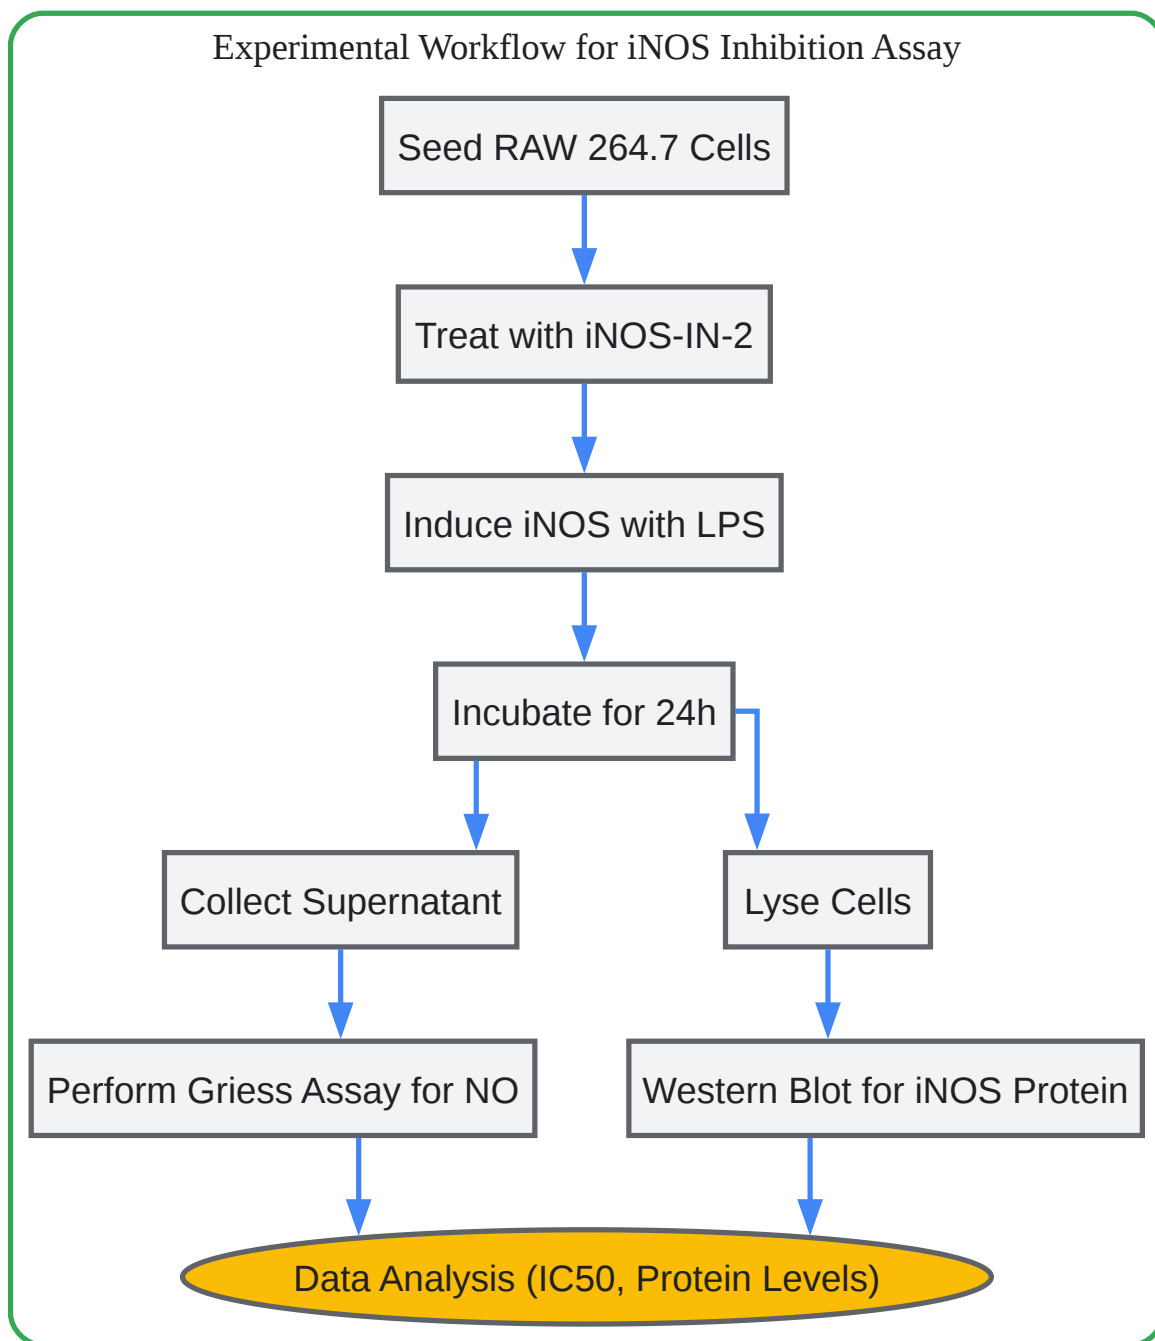 Experimental Workflow for iNOS Inhibition Assay
Seed RAW 264.7 Cells
Treat with iNOS-IN-2
Induce iNOS with LPS
Incubate for 24h
Collect Supernatant
Lyse Cells
Perform Griess Assay for NO
Western Blot for iNOS Protein
Data Analysis (IC50, Protein Levels)